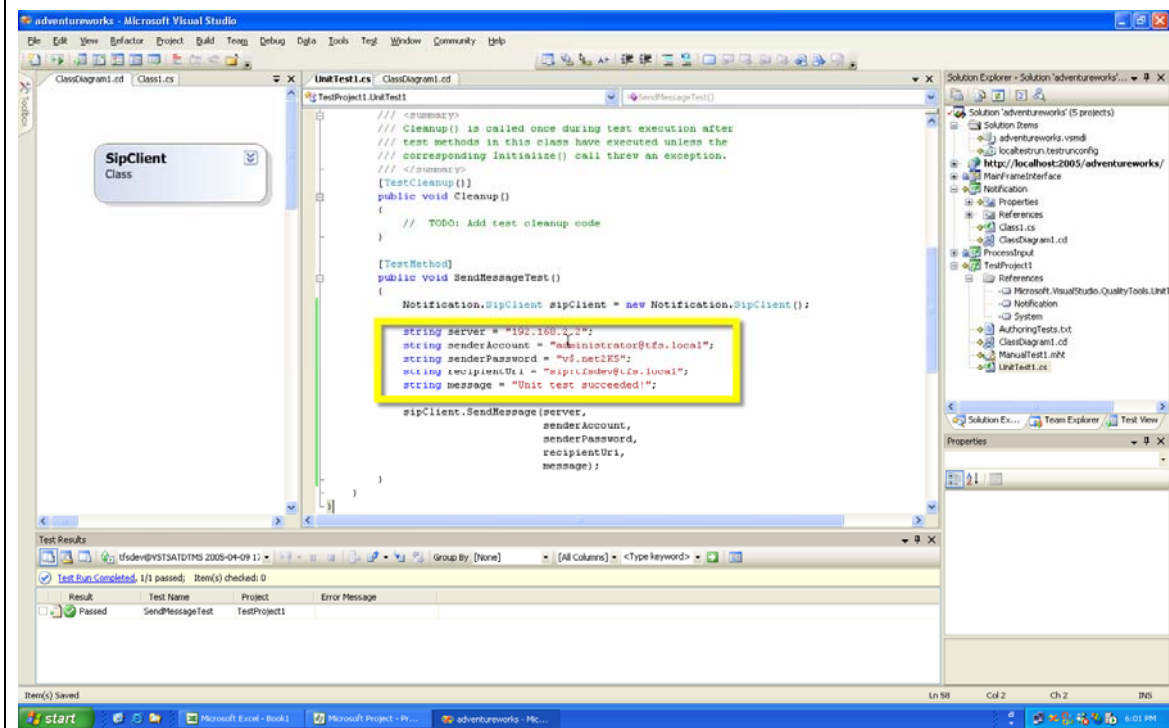 adventureworks - Microsoft Visual Studio
File Edit View Refactor Project Build Team Debug Data Tools Test Window Community Help
ClassDiagram1.cd Class1.cs
UnitTest1.cs ClassDiagram1.cd
Toolbox
TestProject1.UnitTest1
SendMessageTest()
SipClient
Class
/// <summary>
/// Cleanup() is called once during test execution after
/// test methods in this class have executed unless the
/// corresponding Initialize() call threw an exception.
/// </summary>
[TestCleanup()]
public void Cleanup()
{
// TODO: Add test cleanup code
}
[TestMethod]
public void SendMessageTest()
{
Notification.SipClient sipClient = new Notification.SipClient();
string server = "192.168.2.2";
string senderAccount = "administrator@tfs.local";
string senderPassword = "v$.net2K5";
string recipientUri = "sip:tfsdev@tfs.local";
string message = "Unit test succeeded!";
sipClient.SendMessage(server,
senderAccount,
senderPassword,
recipientUri,
message);
}
}
}
Solution Explorer - Solution 'adventureworks'...
Solution 'adventureworks' (5 projects)
Solution Items
adventureworks.vsmdi
localtestrun.testrunconfig
http://localhost:2005/adventureworks/
MainFrameInterface
Notification
Properties
References
Class1.cs
ClassDiagram1.cd
ProcessInput
TestProject1
References
Microsoft.VisualStudio.QualityTools.UnitT
Notification
System
AuthoringTests.txt
ClassDiagram1.cd
ManualTest1.mht
UnitTest1.cs
Solution Ex... Team Explorer Test View
Properties
Test Results
tfsdev@VSTSATDTMS 2005-04-09 17 Group By [None] [All Columns] <Type keyword>
Test Run Completed, 1/1 passed; Item(s) checked: 0
Result Test Name Project Error Message
Passed SendMessageTest TestProject1
Item(s) Saved Ln 58 Col 2 Ch 2 INS
start Microsoft Excel - Book1 Microsoft Project - Pr... adventureworks - Mic... 6:01 PM